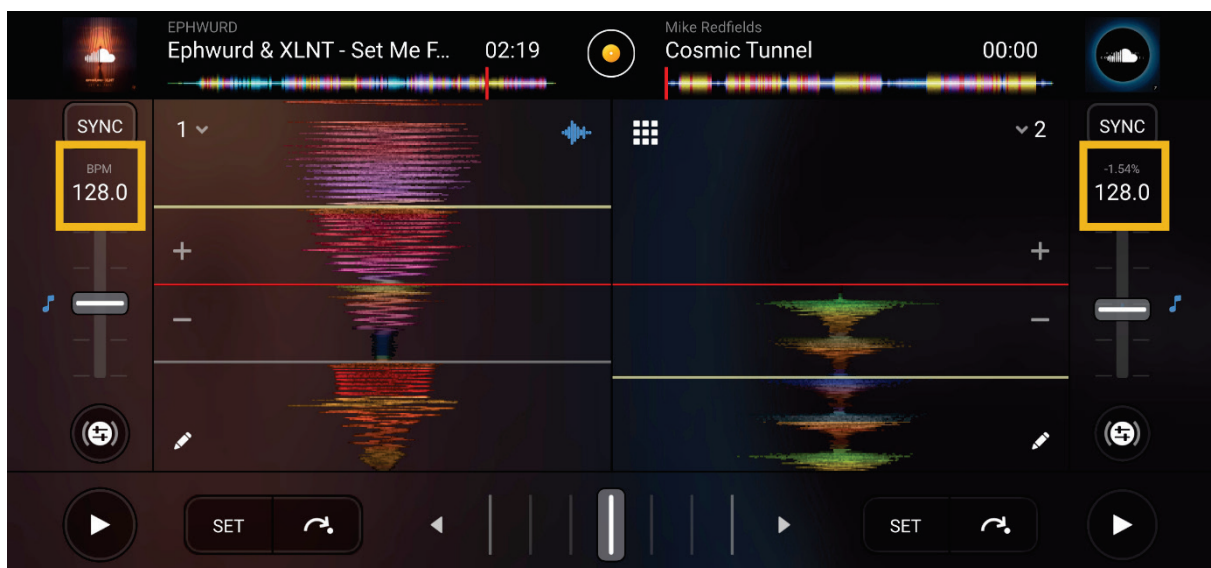 EPHWURD
Ephwurd & XLNT - Set Me F... 02:19
Mike Redfields
Cosmic Tunnel 00:00
SYNC
BPM
128.0
1
2
SYNC
-1.54%
128.0
+
−
+
−
SET
SET